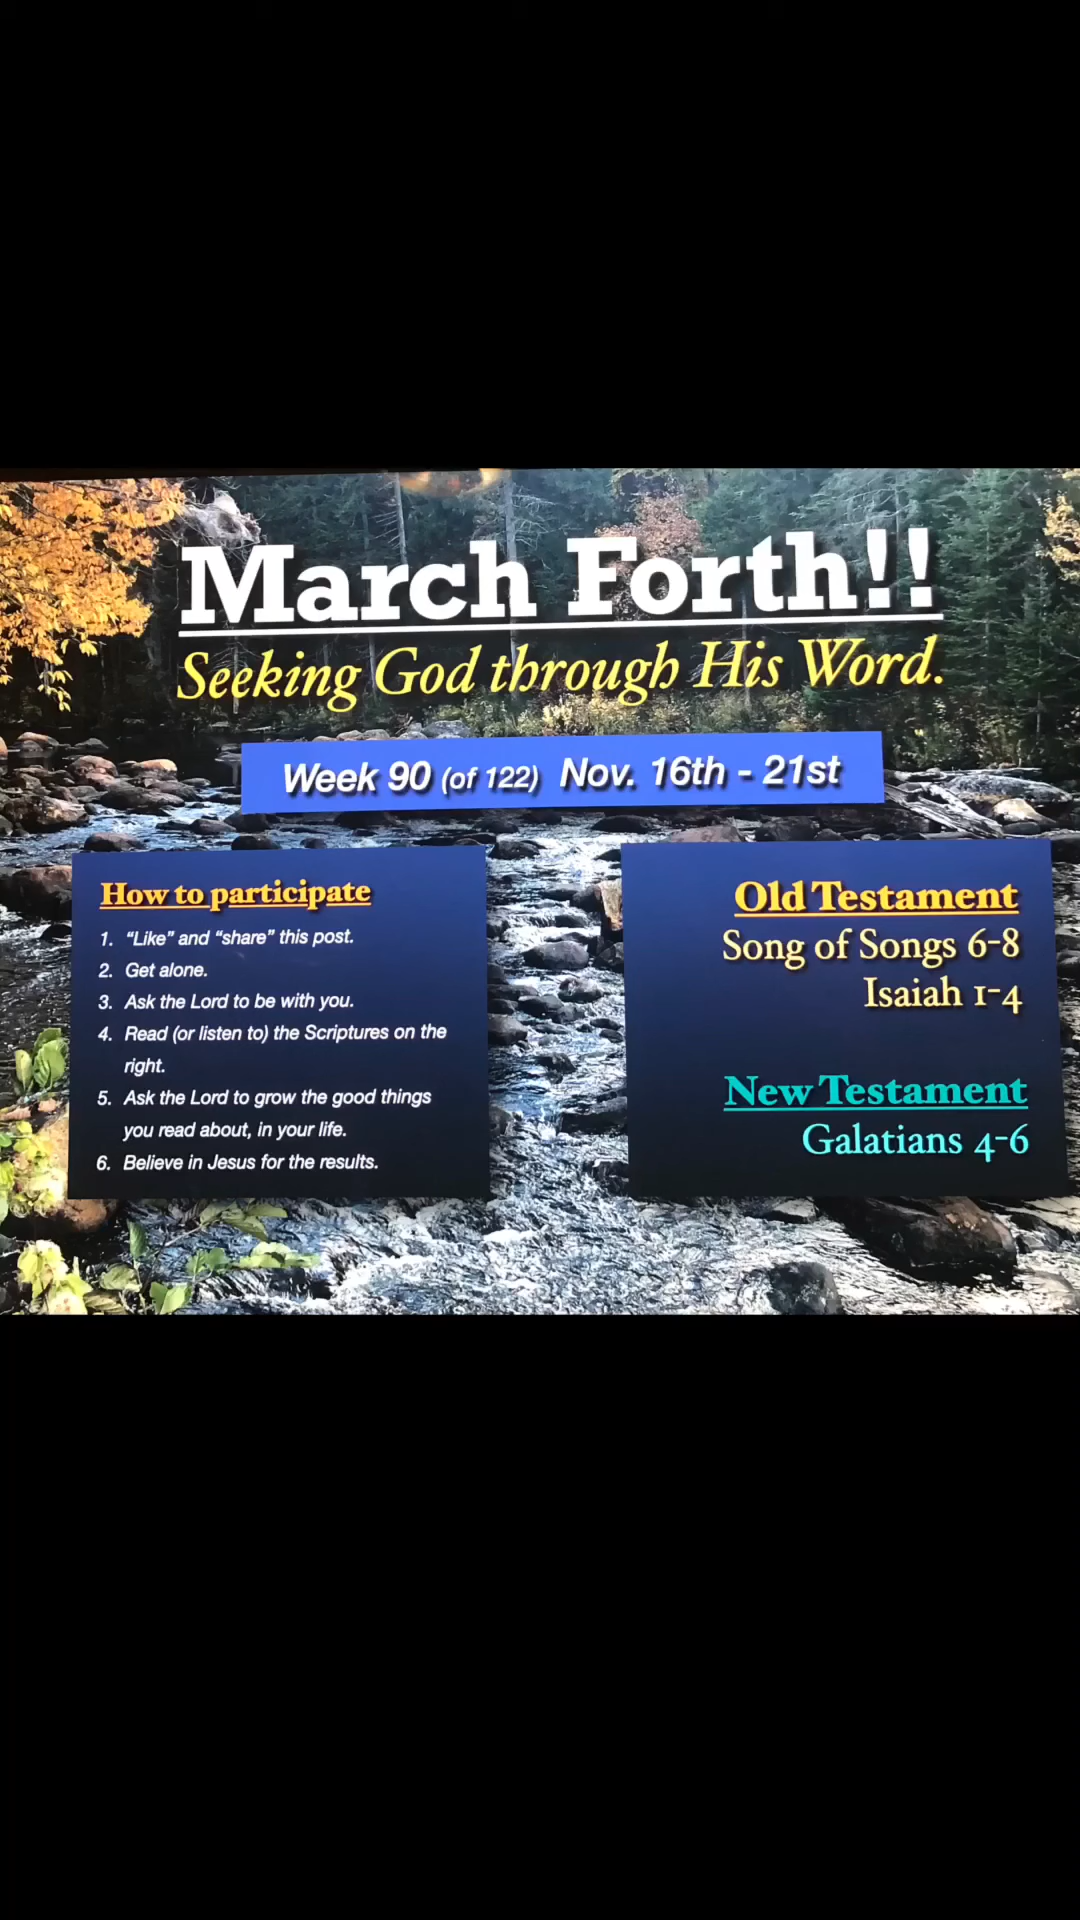 March Forth!!
Seeking God through His Word.
Week 90 (of 122) Nov. 16th - 21st
How to participate
1. "Like" and "share" this post.
2. Get alone.
3. Ask the Lord to be with you.
4. Read (or listen to) the Scriptures on the
right.
5. Ask the Lord to grow the good things
you read about, in your life.
6. Believe in Jesus for the results.
Old Testament
Song of Songs 6-8
Isaiah 1-4
New Testament
Galatians 4-6